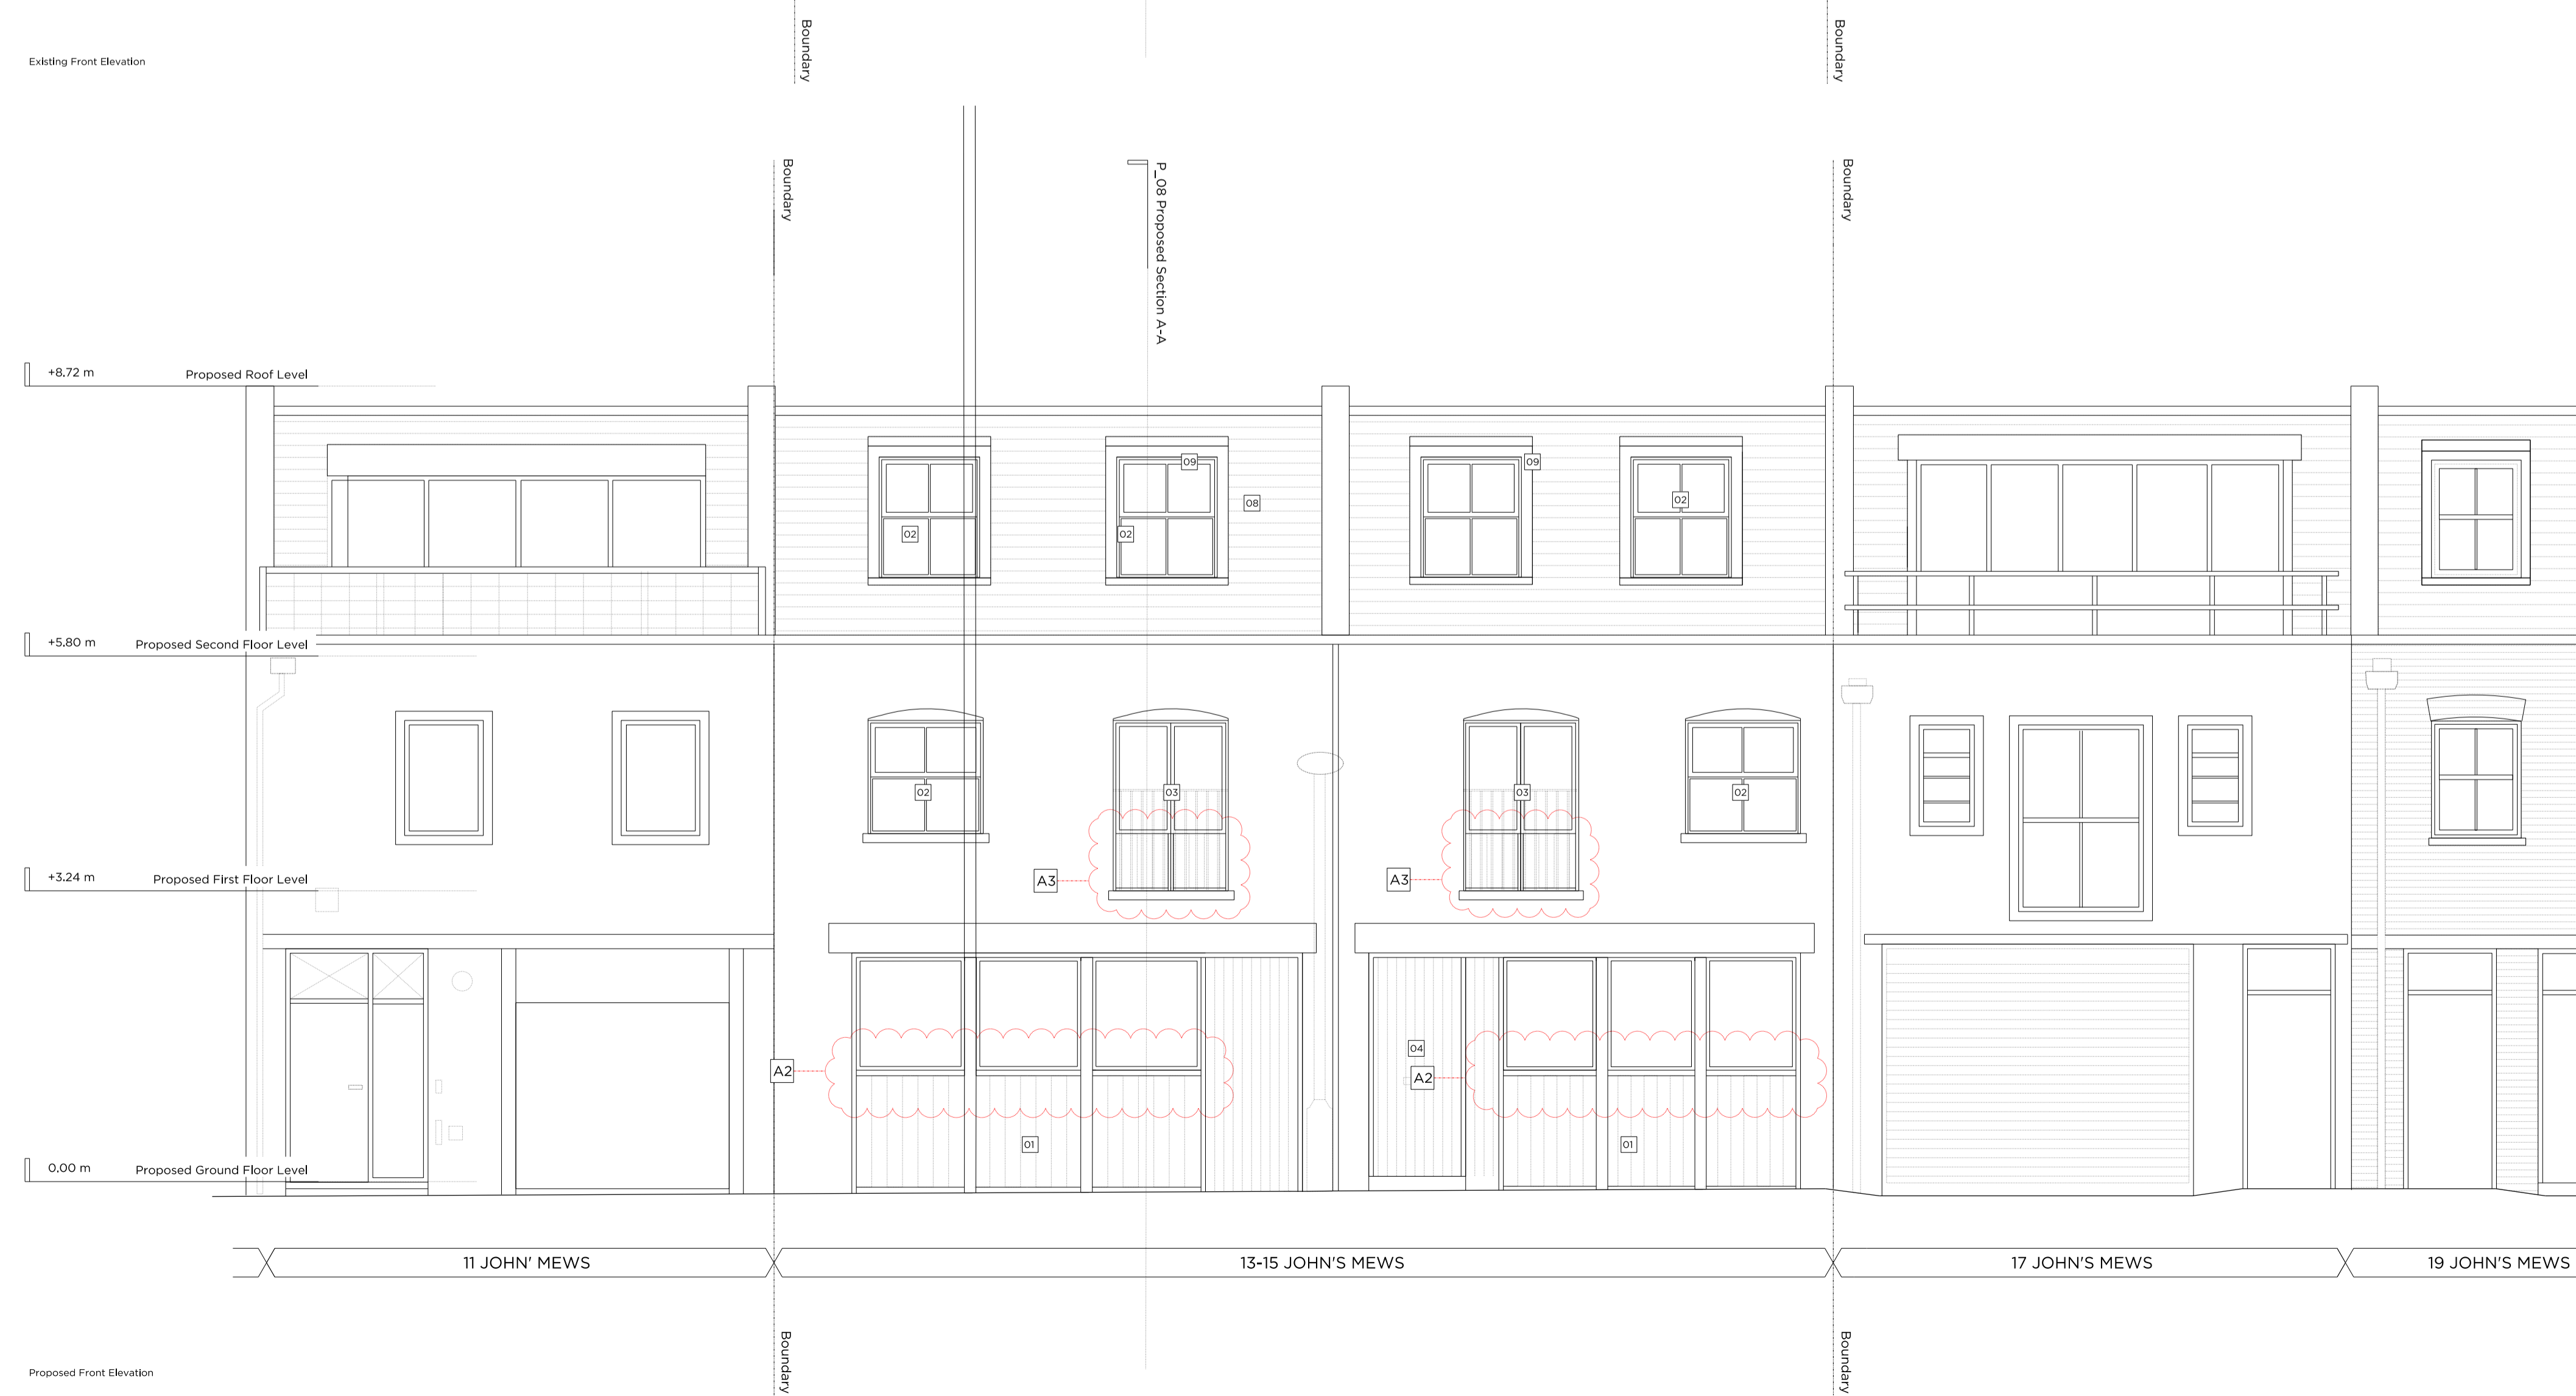 Boundary
Boundary
Existing Front Elevation
Boundary
P_08 Proposed Section A-A
Boundary
+8.72 m
Proposed Roof Level
09
09
02
08
02
02
+5.80 m
Proposed Second Floor Level
02
03
03
02
+3.24 m
Proposed First Floor Level
A3
A3
04
A2
A2
01
01
0.00 m
Proposed Ground Floor Level
11 JOHN' MEWS
13-15 JOHN'S MEWS
17 JOHN'S MEWS
19 JOHN'S MEWS
Boundary
Boundary
Proposed Front Elevation